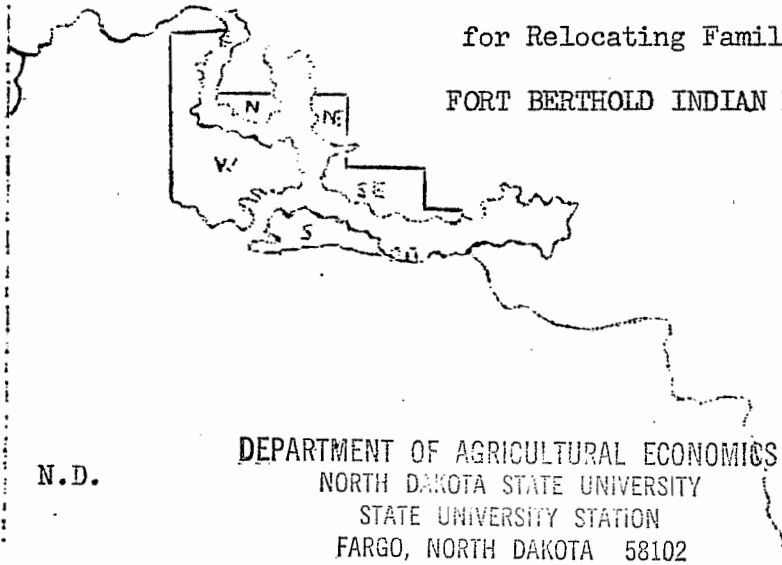 for Relocating Famil
FORT BERTHOLD INDIAN
N
NE
W
SE
S
N.D.
DEPARTMENT OF AGRICULTURAL ECONOMICS
NORTH DAKOTA STATE UNIVERSITY
STATE UNIVERSITY STATION
FARGO, NORTH DAKOTA 58102